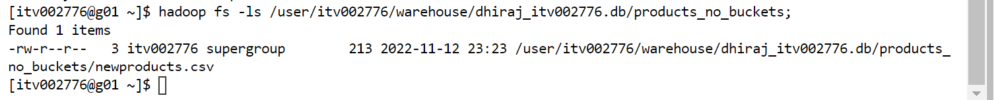 [itv002776@g01 ~]$ hadoop fs -ls /user/itv002776/warehouse/dhiraj_itv002776.db/products_no_buckets;
Found 1 items
-rw-r--r--   3 itv002776 supergroup        213 2022-11-12 23:23 /user/itv002776/warehouse/dhiraj_itv002776.db/products_
no_buckets/newproducts.csv
[itv002776@g01 ~]$